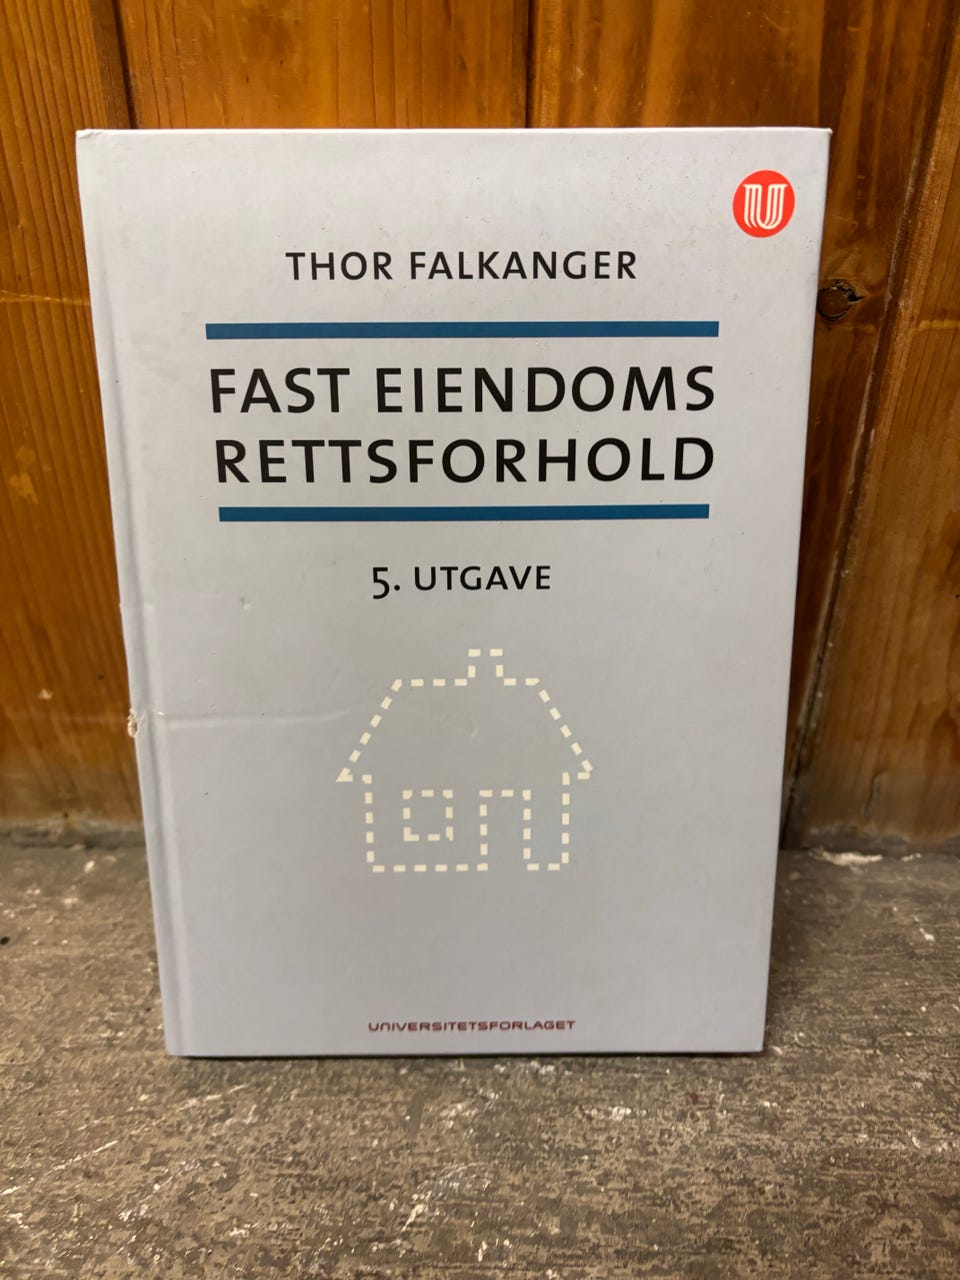 U
THOR FALKANGER
FAST EIENDOMS
RETTSFORHOLD
5. UTGAVE
UNIVERSITETSFORLAGET